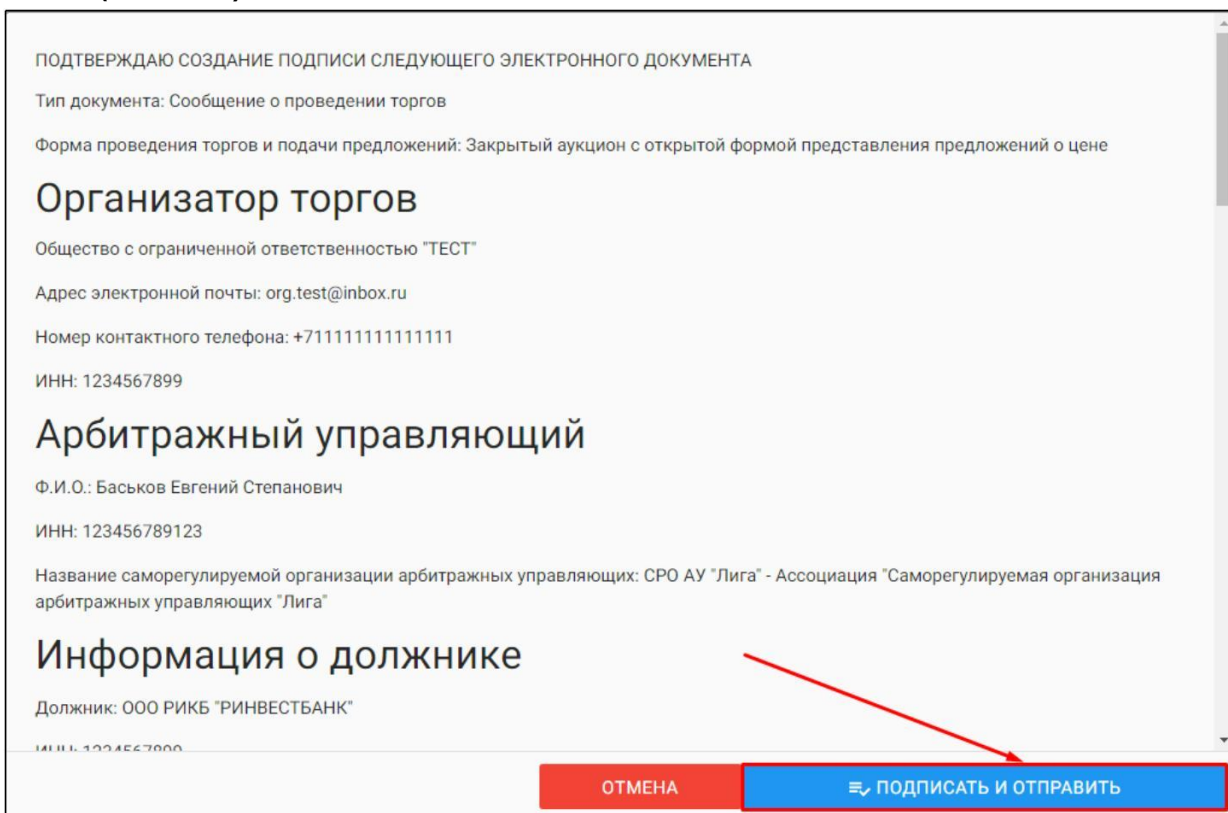 ПОДТВЕРЖДАЮ СОЗДАНИЕ ПОДПИСИ СЛЕДУЮЩЕГО ЭЛЕКТРОННОГО ДОКУМЕНТА
Тип документа: Сообщение о проведении торгов
Форма проведения торгов и подачи предложений: Закрытый аукцион с открытой формой представления предложений о цене
Организатор торгов
Общество с ограниченной ответственностью "ТЕСТ"
Адрес электронной почты: org.test@inbox.ru
Номер контактного телефона: +711111111111111
ИНН: 1234567899
Арбитражный управляющий
Ф.И.О.: Баськов Евгений Степанович
ИНН: 123456789123
Название саморегулируемой организации арбитражных управляющих: СРО АУ "Лига" - Ассоциация "Саморегулируемая организация
арбитражных управляющих "Лига"
Информация о должнике
Должник: ООО РИКБ "РИНВЕСТБАНК"
ИНН: 1234567899
ОТМЕНА
ПОДПИСАТЬ И ОТПРАВИТЬ